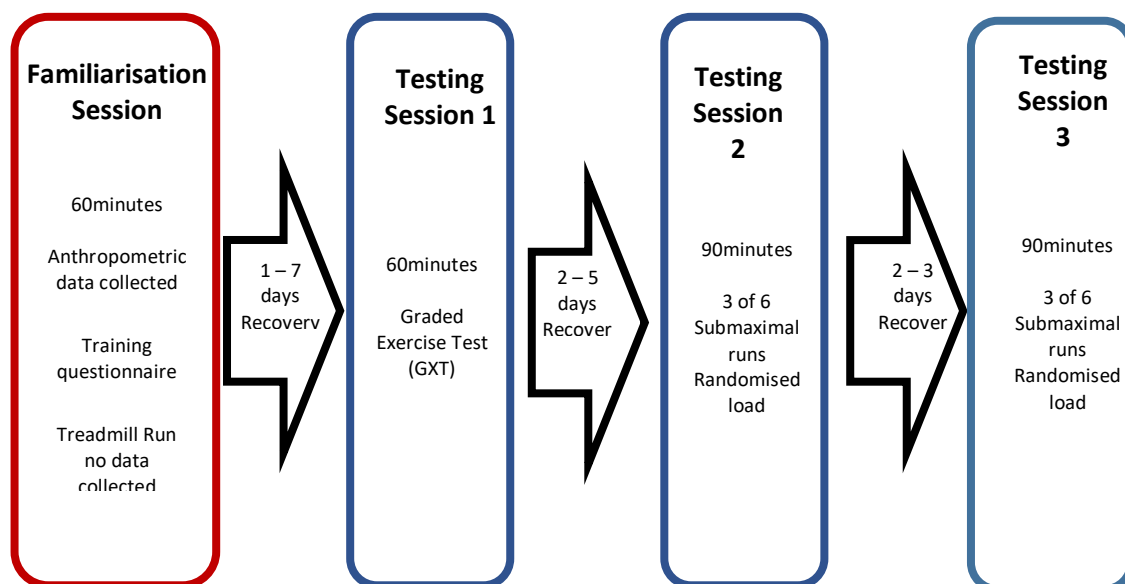 Familiarisation
Session
60minutes
Anthropometric
data collected
Training
questionnaire
Treadmill Run
no data
collected
1 – 7
days
Recovery
Testing
Session 1
60minutes
Graded
Exercise Test
(GXT)
2 – 5
days
Recover
Testing
Session
2
90minutes
3 of 6
Submaximal
runs
Randomised
load
2 – 3
days
Recover
Testing
Session
3
90minutes
3 of 6
Submaximal
runs
Randomised
load